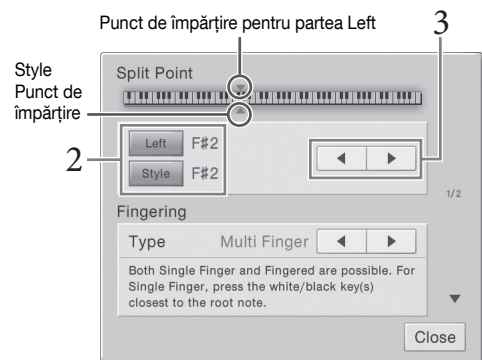 Punct de împărțire pentru partea Left
3
Style
Punct de
împărțire
Split Point
2
Left F#2
Style F#2
1/2
Fingering
Type Multi Finger
Both Single Finger and Fingered are possible. For
Single Finger, press the white/black key(s)
closest to the root note.
Close